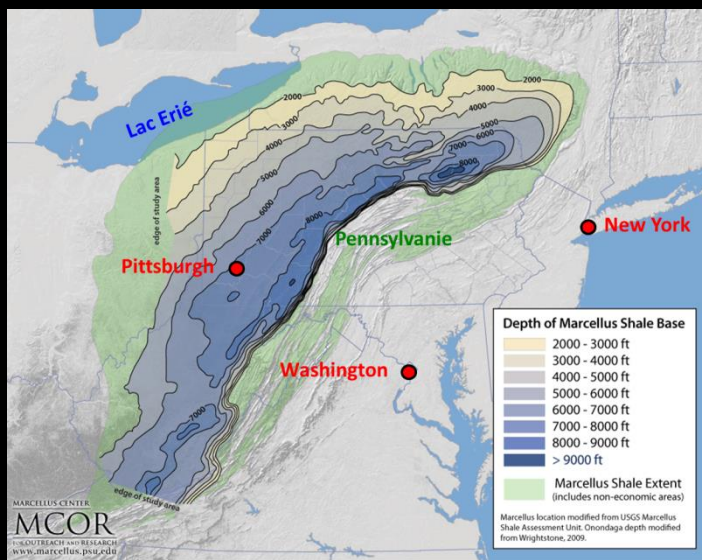 2000
3000
4000
2000
3000
4000
5000
6000
7000
8000
2000
3000
4000
5000
6000
7000
8000
7000
Lac Erié
edge of study area
New York
Pennsylvanie
Pittsburgh
Washington
edge of study area
Depth of Marcellus Shale Base
2000 - 3000 ft
3000 - 4000 ft
4000 - 5000 ft
5000 - 6000 ft
6000 - 7000 ft
7000 - 8000 ft
8000 - 9000 ft
> 9000 ft
Marcellus Shale Extent
(includes non-economic areas)
Marcellus location modified from USGS Marcellus
Shale Assessment Unit. Onondaga depth modified
from Wrightstone, 2009.
MARCELLUS CENTER
MCOR
FOR OUTREACH AND RESEARCH
www.marcellus.psu.edu